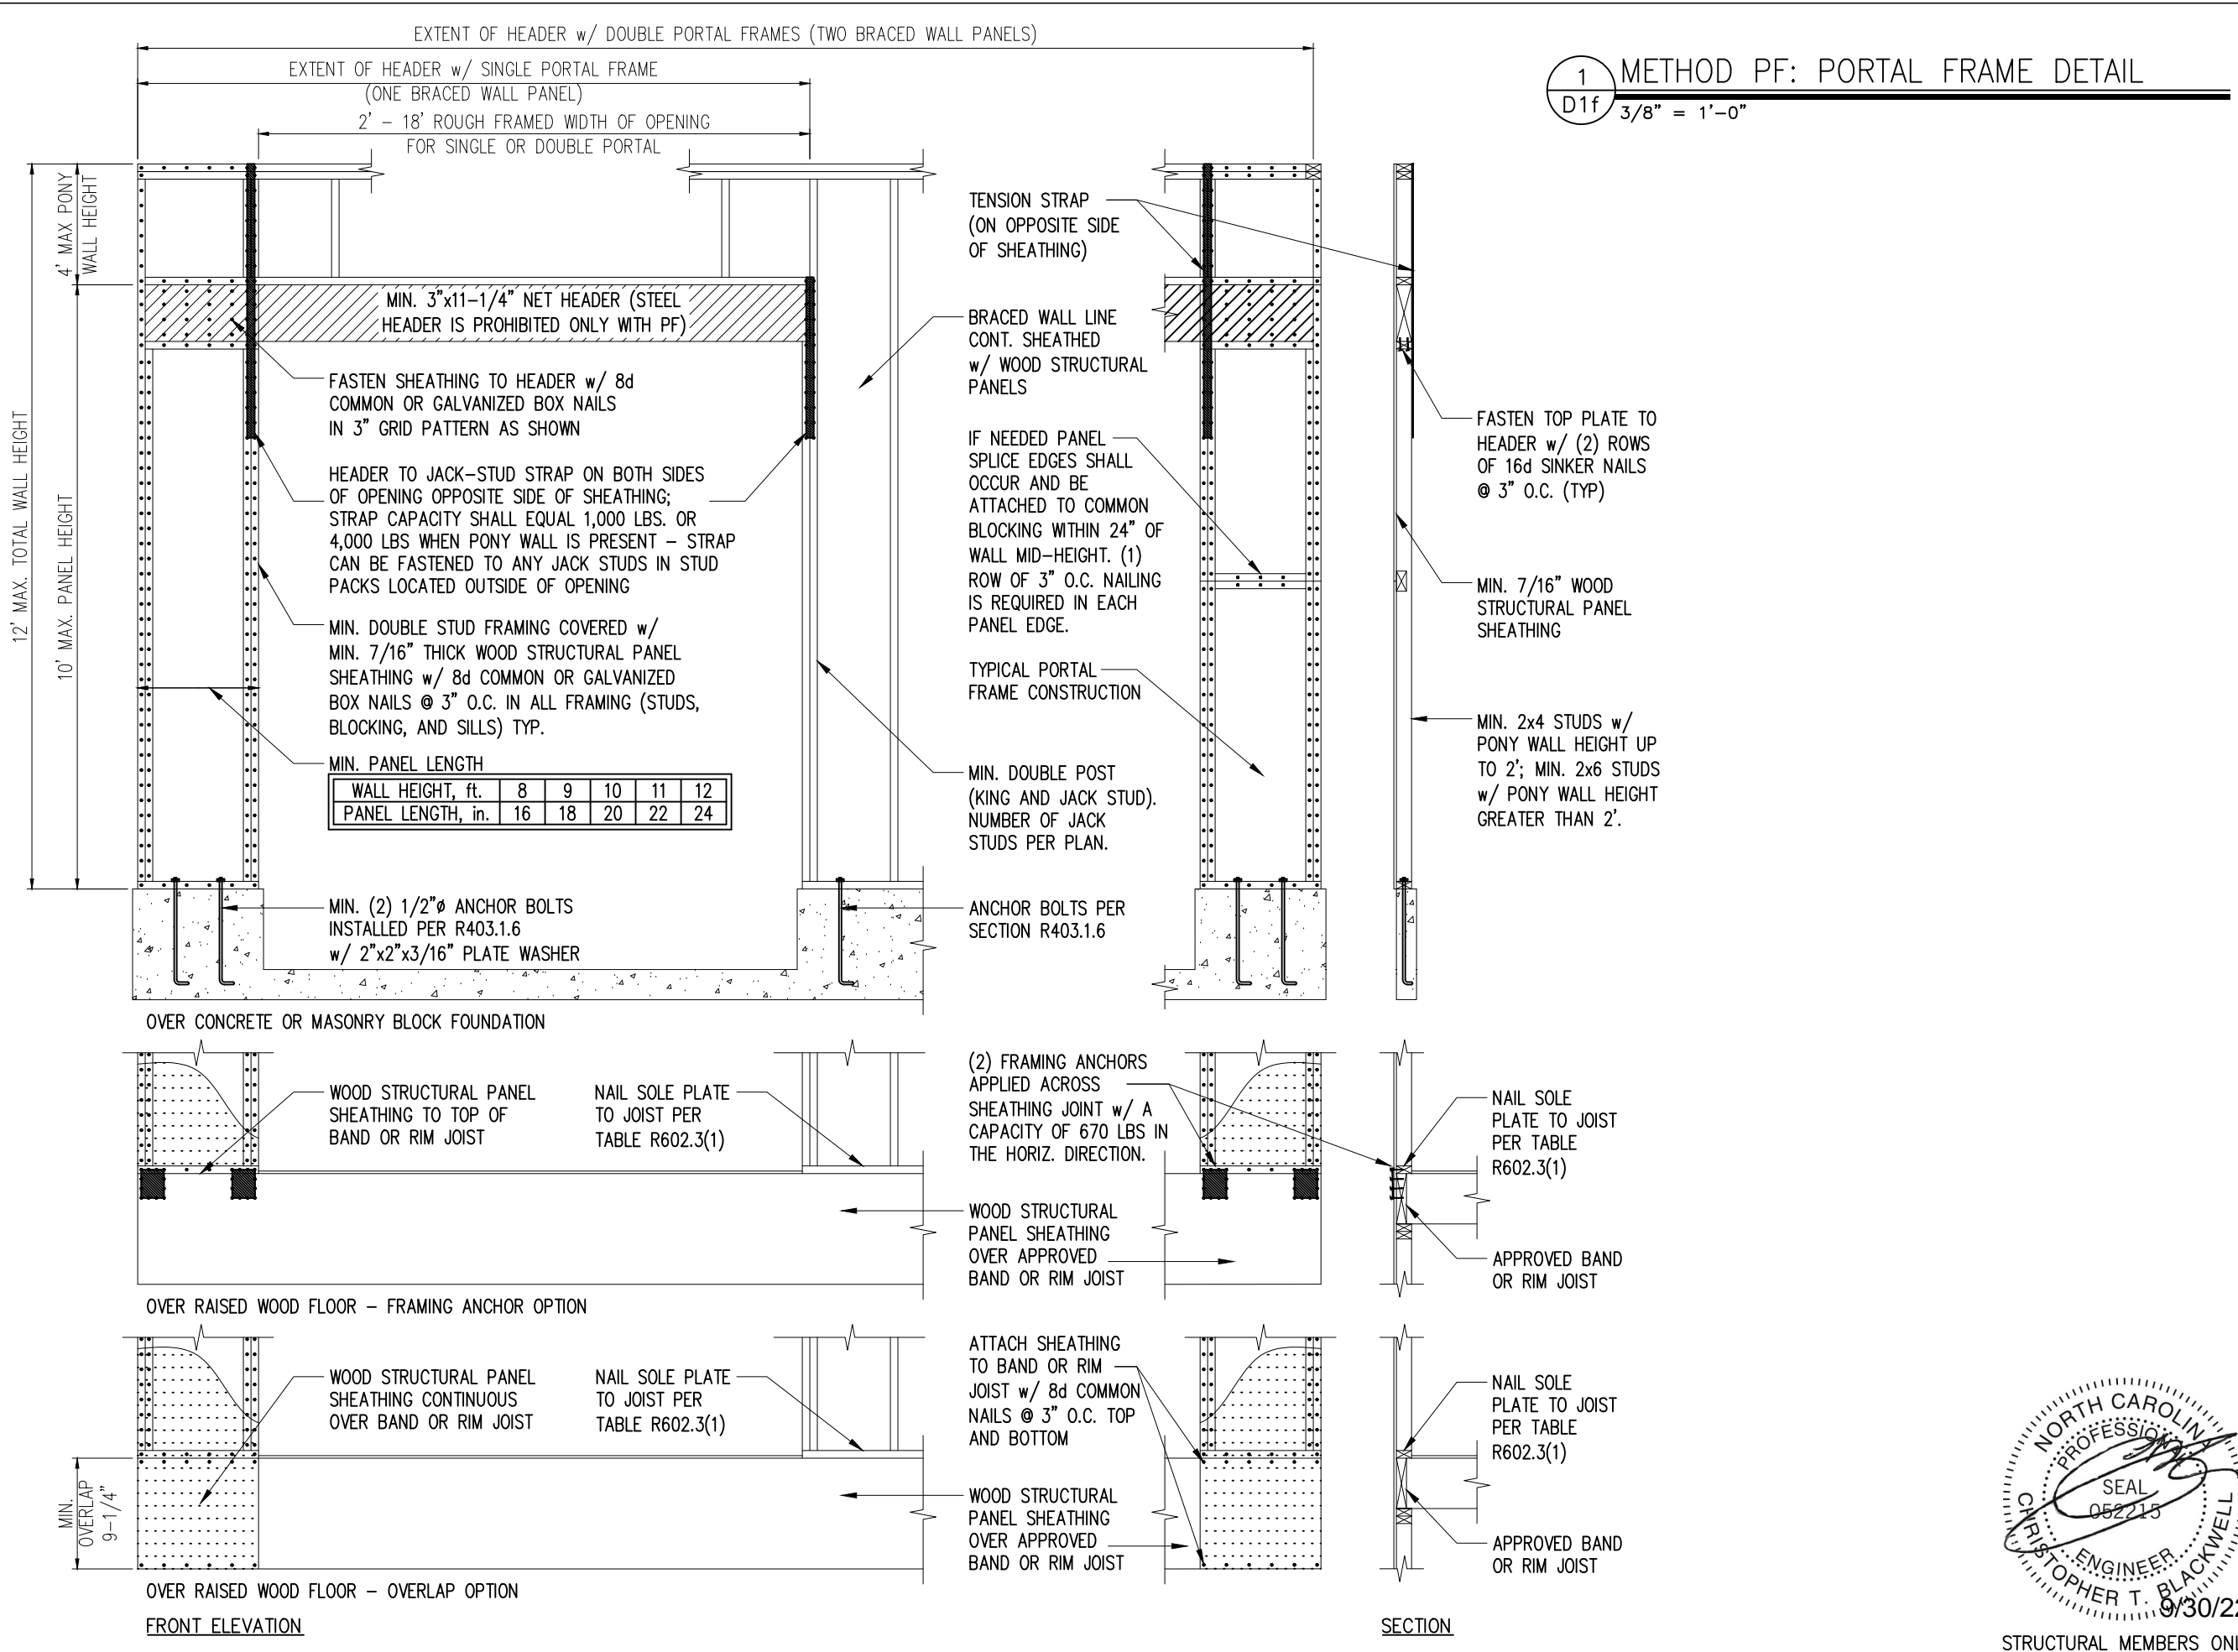 EXTENT OF HEADER w/ DOUBLE PORTAL FRAMES (TWO BRACED WALL PANELS)
EXTENT OF HEADER w/ SINGLE PORTAL FRAME
(ONE BRACED WALL PANEL)
2' - 18' ROUGH FRAMED WIDTH OF OPENING
FOR SINGLE OR DOUBLE PORTAL
1
D1f
METHOD PF: PORTAL FRAME DETAIL
3/8" = 1'-0"
12' MAX. TOTAL WALL HEIGHT
4' MAX PONY
WALL HEIGHT
10' MAX. PANEL HEIGHT
MIN. 3"x11-1/4" NET HEADER (STEEL
HEADER IS PROHIBITED ONLY WITH PF)
FASTEN SHEATHING TO HEADER w/ 8d
COMMON OR GALVANIZED BOX NAILS
IN 3" GRID PATTERN AS SHOWN
HEADER TO JACK-STUD STRAP ON BOTH SIDES
OF OPENING OPPOSITE SIDE OF SHEATHING;
STRAP CAPACITY SHALL EQUAL 1,000 LBS. OR
4,000 LBS WHEN PONY WALL IS PRESENT - STRAP
CAN BE FASTENED TO ANY JACK STUDS IN STUD
PACKS LOCATED OUTSIDE OF OPENING
MIN. DOUBLE STUD FRAMING COVERED w/
MIN. 7/16" THICK WOOD STRUCTURAL PANEL
SHEATHING w/ 8d COMMON OR GALVANIZED
BOX NAILS @ 3" O.C. IN ALL FRAMING (STUDS,
BLOCKING, AND SILLS) TYP.
MIN. PANEL LENGTH
WALL HEIGHT, ft. 8 9 10 11 12
PANEL LENGTH, in. 16 18 20 22 24
MIN. (2) 1/2"ø ANCHOR BOLTS
INSTALLED PER R403.1.6
w/ 2"x2"x3/16" PLATE WASHER
TENSION STRAP
(ON OPPOSITE SIDE
OF SHEATHING)
BRACED WALL LINE
CONT. SHEATHED
w/ WOOD STRUCTURAL
PANELS
IF NEEDED PANEL
SPLICE EDGES SHALL
OCCUR AND BE
ATTACHED TO COMMON
BLOCKING WITHIN 24" OF
WALL MID-HEIGHT. (1)
ROW OF 3" O.C. NAILING
IS REQUIRED IN EACH
PANEL EDGE.
TYPICAL PORTAL
FRAME CONSTRUCTION
MIN. DOUBLE POST
(KING AND JACK STUD).
NUMBER OF JACK
STUDS PER PLAN.
ANCHOR BOLTS PER
SECTION R403.1.6
FASTEN TOP PLATE TO
HEADER w/ (2) ROWS
OF 16d SINKER NAILS
@ 3" O.C. (TYP)
MIN. 7/16" WOOD
STRUCTURAL PANEL
SHEATHING
MIN. 2x4 STUDS w/
PONY WALL HEIGHT UP
TO 2'; MIN. 2x6 STUDS
w/ PONY WALL HEIGHT
GREATER THAN 2'.
OVER CONCRETE OR MASONRY BLOCK FOUNDATION
WOOD STRUCTURAL PANEL
SHEATHING TO TOP OF
BAND OR RIM JOIST
NAIL SOLE PLATE
TO JOIST PER
TABLE R602.3(1)
(2) FRAMING ANCHORS
APPLIED ACROSS
SHEATHING JOINT w/ A
CAPACITY OF 670 LBS IN
THE HORIZ. DIRECTION.
WOOD STRUCTURAL
PANEL SHEATHING
OVER APPROVED
BAND OR RIM JOIST
NAIL SOLE
PLATE TO JOIST
PER TABLE
R602.3(1)
APPROVED BAND
OR RIM JOIST
OVER RAISED WOOD FLOOR - FRAMING ANCHOR OPTION
WOOD STRUCTURAL PANEL
SHEATHING CONTINUOUS
OVER BAND OR RIM JOIST
NAIL SOLE PLATE
TO JOIST PER
TABLE R602.3(1)
ATTACH SHEATHING
TO BAND OR RIM
JOIST w/ 8d COMMON
NAILS @ 3" O.C. TOP
AND BOTTOM
WOOD STRUCTURAL
PANEL SHEATHING
OVER APPROVED
BAND OR RIM JOIST
NAIL SOLE
PLATE TO JOIST
PER TABLE
R602.3(1)
APPROVED BAND
OR RIM JOIST
MIN.
OVERLAP
9-1/4"
OVER RAISED WOOD FLOOR - OVERLAP OPTION
FRONT ELEVATION
SECTION
NORTH CAROLINA
PROFESSIONAL
SEAL
052215
ENGINEER
CHRISTOPHER T. BLACKWELL
9/30/22
STRUCTURAL MEMBERS